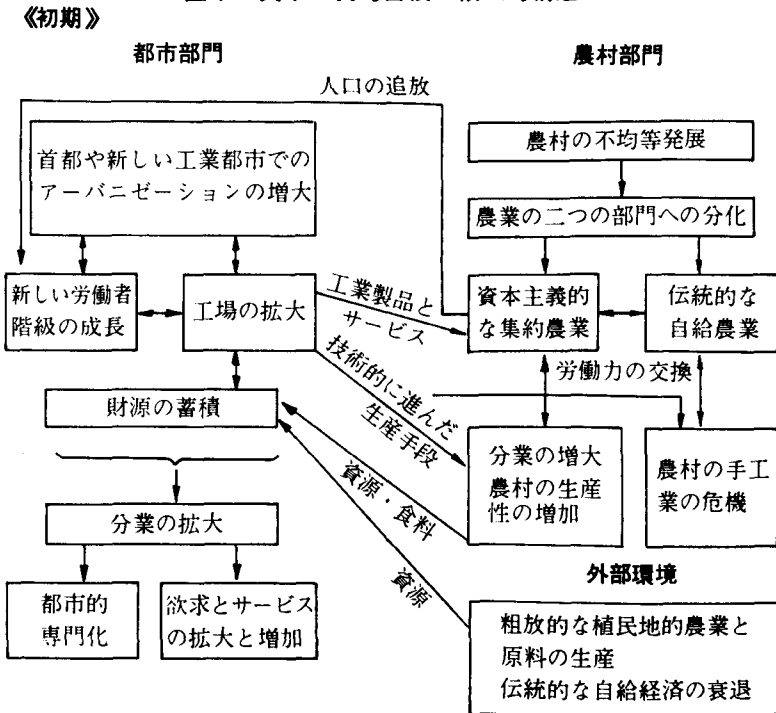 《初期》
都市部門
農村部門
人口の追放
首都や新しい工業都市での
アーバニゼーションの増大
農村の不均等発展
農業の二つの部門への分化
新しい労働者
階級の成長
工場の拡大
工業製品と
サービス
資本主義的
な集約農業
伝統的な
自給農業
技術的に進んだ
生産手段
労働力の交換
財源の蓄積
分業の増大
農村の生産
性の増加
農村の手工
業の危機
資源・食料
資源
分業の拡大
都市的
専門化
欲求とサービス
の拡大と増加
外部環境
粗放的な植民地的農業と
原料の生産
伝統的な自給経済の衰退